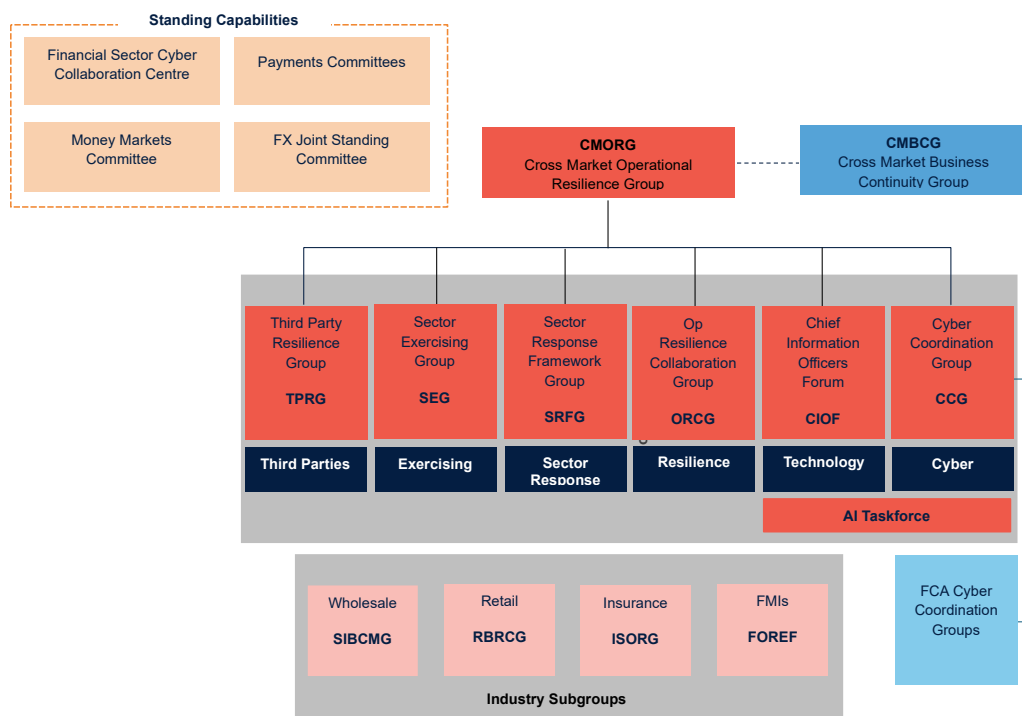 Standing Capabilities
Financial Sector Cyber
Collaboration Centre
Payments Committees
Money Markets
Committee
FX Joint Standing
Committee
CMORG
Cross Market Operational
Resilience Group
CMBCG
Cross Market Business
Continuity Group
Third Party
Resilience
Group
TPRG
Sector
Exercising
Group
SEG
Sector
Response
Framework
Group
SRFG
Op
Resilience
Collaboration
Group
ORCG
Chief
Information
Officers
Forum
CIOF
Cyber
Coordination
Group
CCG
Third Parties
Exercising
Sector
Response
Resilience
Technology
Cyber
AI Taskforce
Wholesale
SIBCMG
Retail
RBRCG
Insurance
ISORG
FMIs
FOREF
Industry Subgroups
FCA Cyber
Coordination
Groups